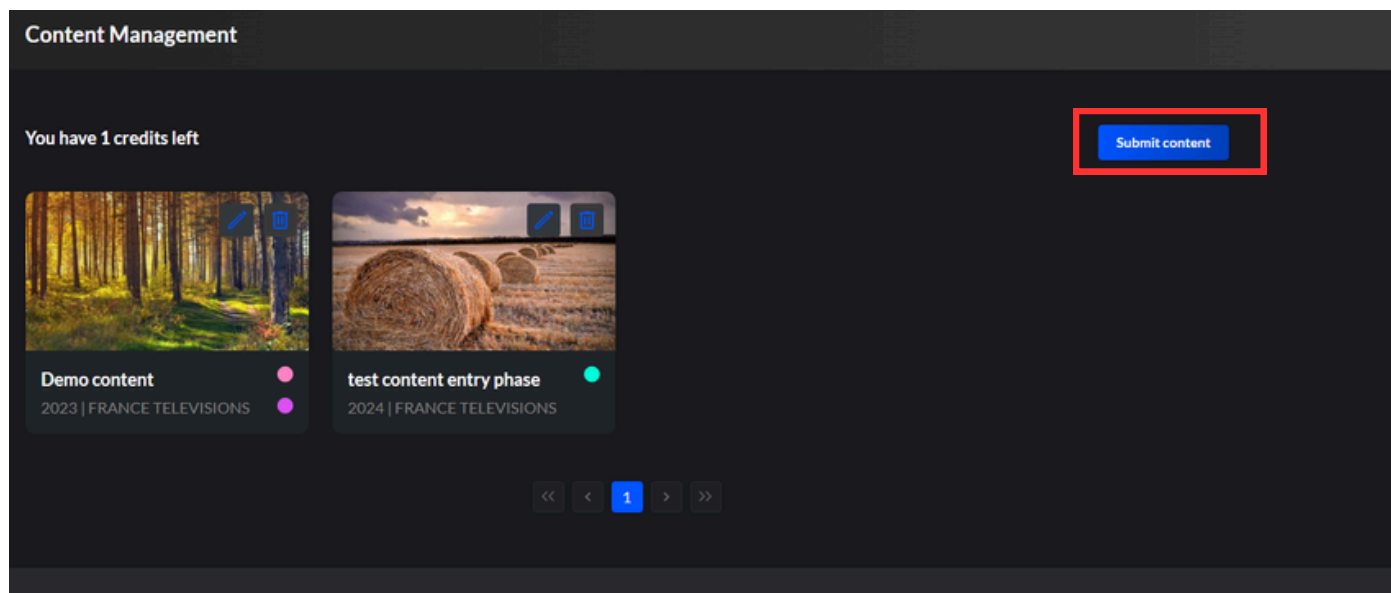 Content Management
You have 1 credits left
Submit content
Demo content
2023 | FRANCE TELEVISIONS
test content entry phase
2024 | FRANCE TELEVISIONS
<< < 1 > >>